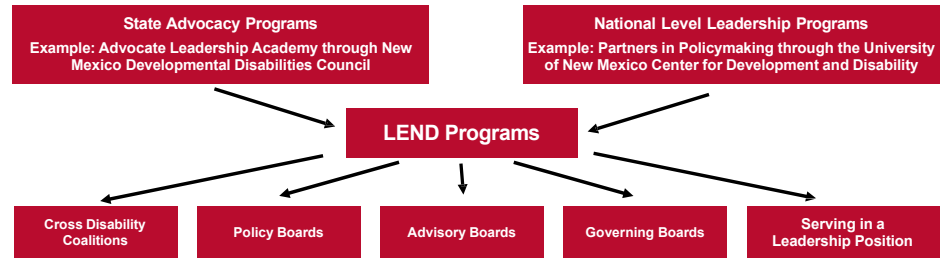 State Advocacy Programs
Example: Advocate Leadership Academy through New
Mexico Developmental Disabilities Council
National Level Leadership Programs
Example: Partners in Policymaking through the University
of New Mexico Center for Development and Disability
LEND Programs
Cross Disability
Coalitions
Policy Boards
Advisory Boards
Governing Boards
Serving in a
Leadership Position